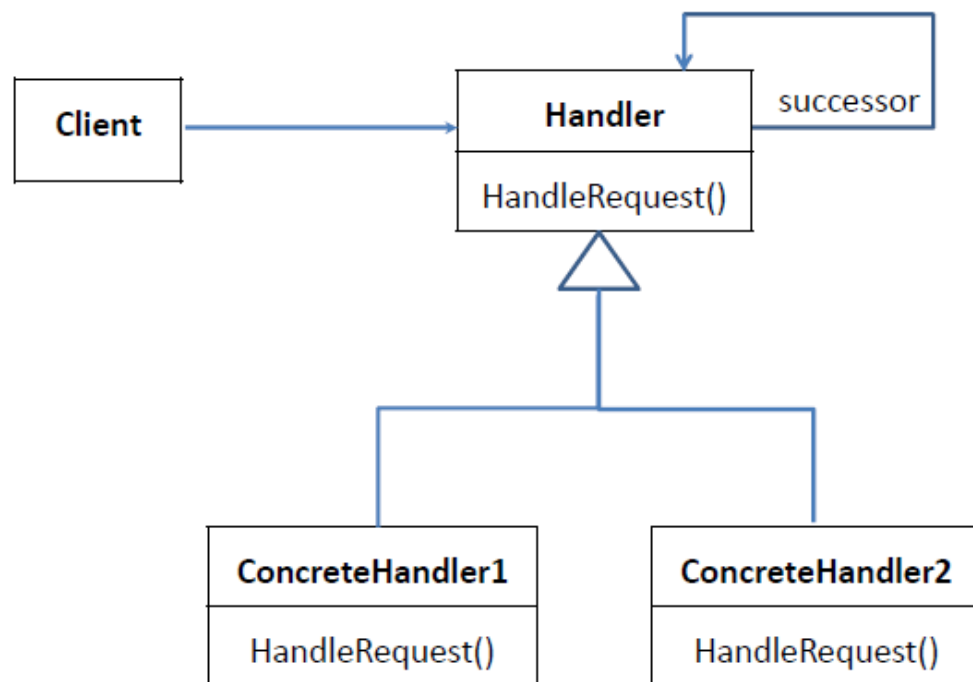 Client
Handler
successor
HandleRequest()
ConcreteHandler1
HandleRequest()
ConcreteHandler2
HandleRequest()